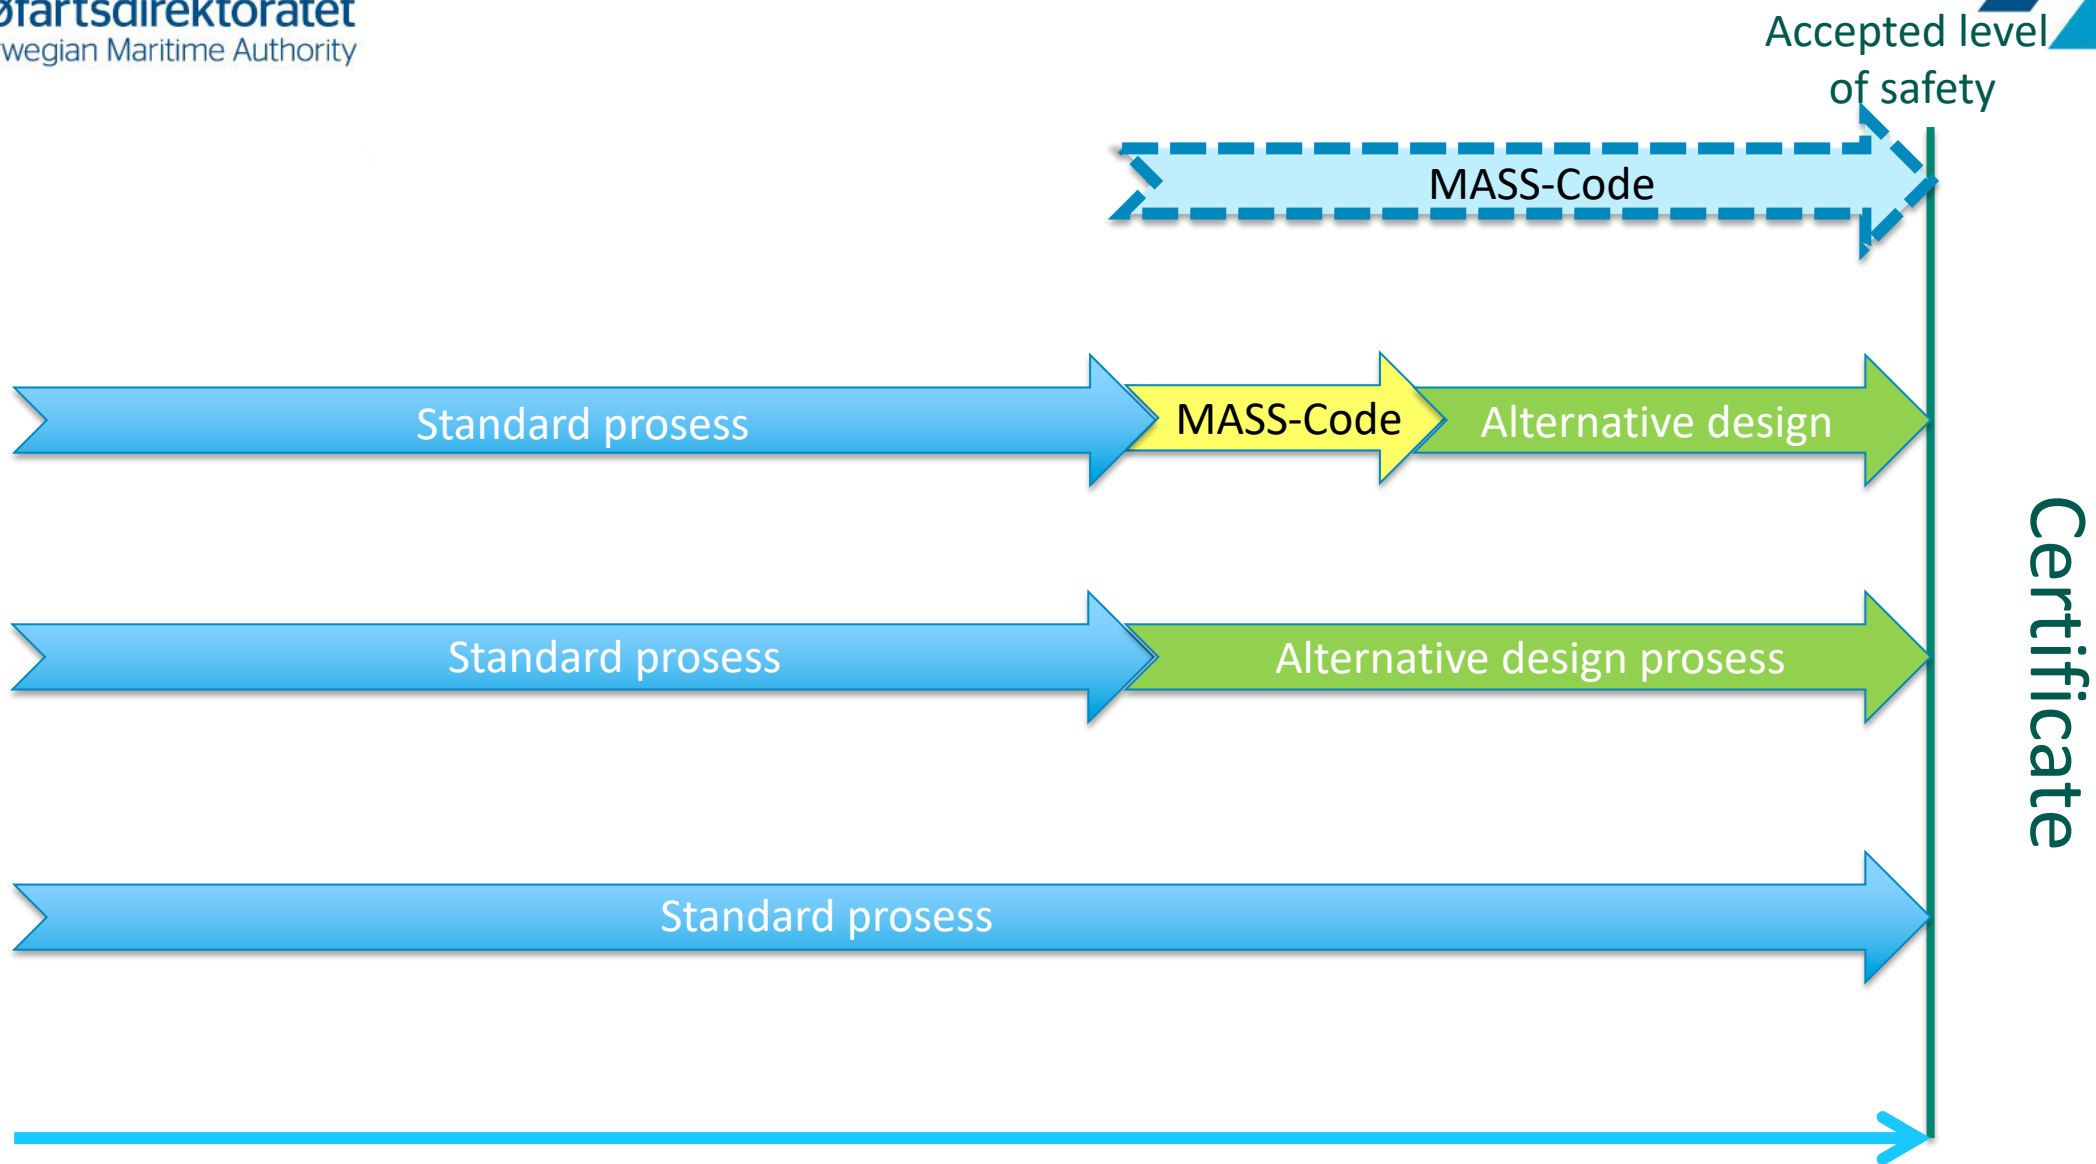 øfartsdirektoratet
wegian Maritime Authority
Accepted level
of safety
MASS-Code
Standard prosess
MASS-Code
Alternative design
Standard prosess
Alternative design prosess
Standard prosess
Certificate